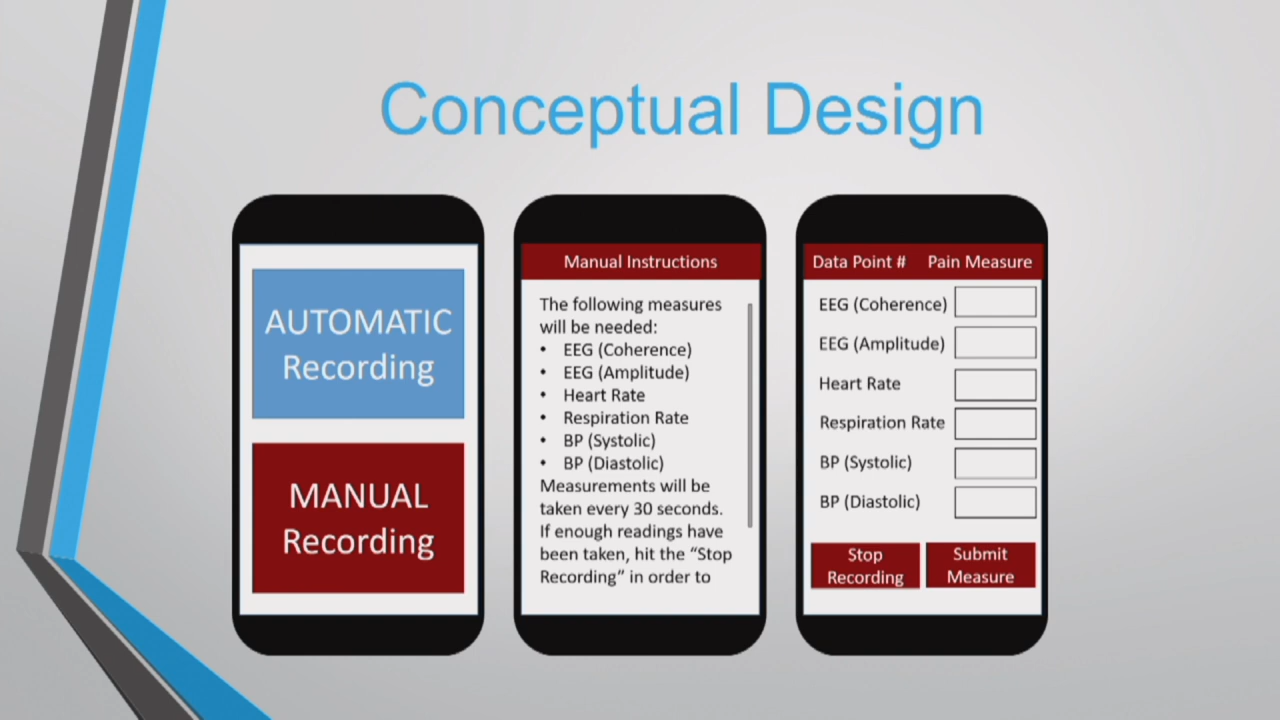 Conceptual Design
AUTOMATIC
Recording
MANUAL
Recording
Manual Instructions
The following measures
will be needed:
• EEG (Coherence)
• EEG (Amplitude)
• Heart Rate
• Respiration Rate
• BP (Systolic)
• BP (Diastolic)
Measurements will be
taken every 30 seconds.
If enough readings have
been taken, hit the “Stop
Recording” in order to
Data Point # Pain Measure
EEG (Coherence)
EEG (Amplitude)
Heart Rate
Respiration Rate
BP (Systolic)
BP (Diastolic)
Stop
Recording
Submit
Measure